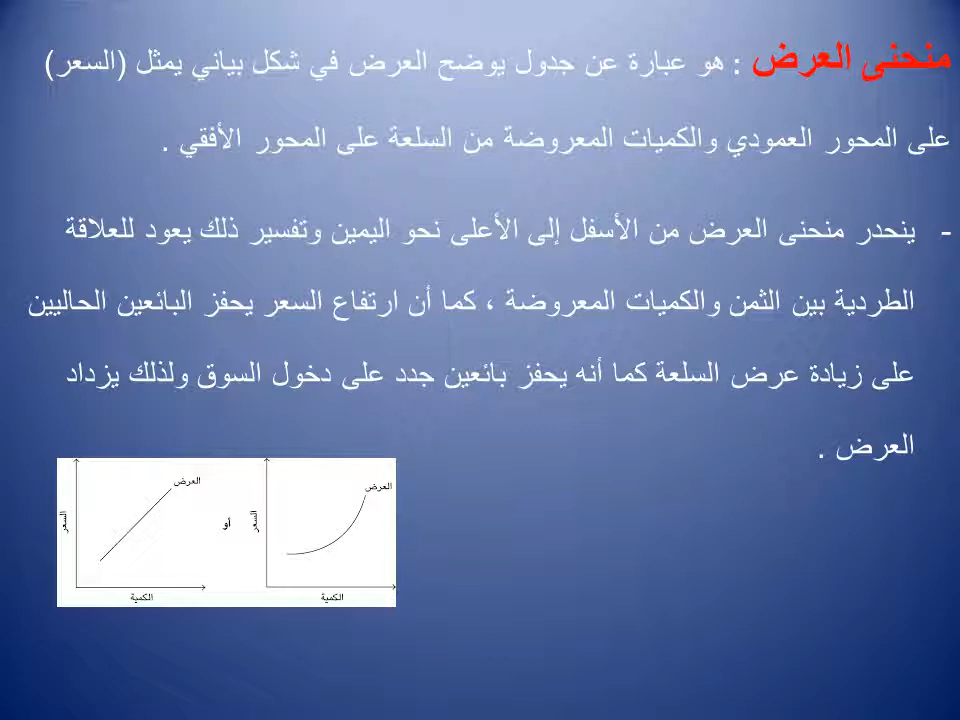 منحنى العرض : هو عبارة عن جدول يوضح العرض في شكل بياني يمثل (السعر)
على المحور العمودي والكميات المعروضة من السلعة على المحور الأفقي .
- ينحدر منحنى العرض من الأسفل إلى الأعلى نحو اليمين وتفسير ذلك يعود للعلاقة
الطردية بين الثمن والكميات المعروضة ، كما أن ارتفاع السعر يحفز البائعين الحاليين
على زيادة عرض السلعة كما أنه يحفز بائعين جدد على دخول السوق ولذلك يزداد
العرض .
العرض
السعر
الكمية
أو
العرض
السعر
الكمية